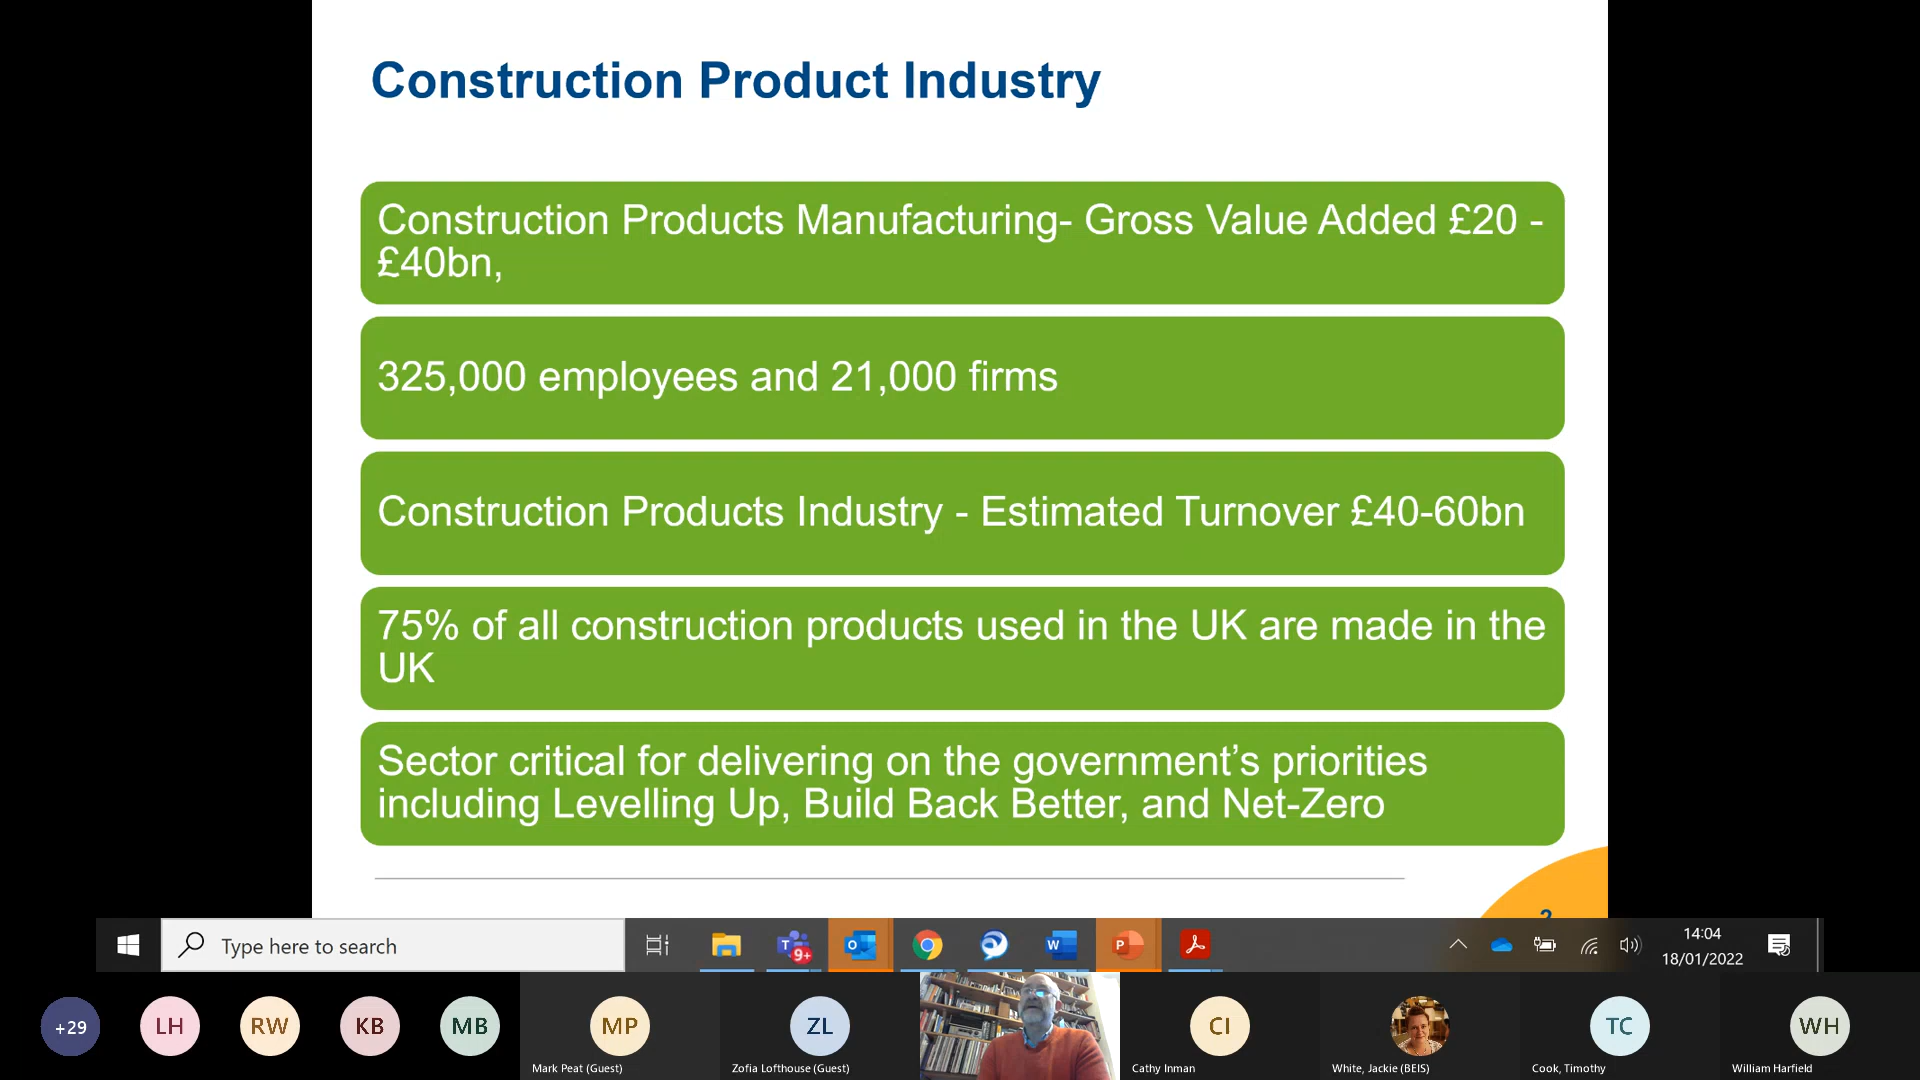 Construction Product Industry
Construction Products Manufacturing- Gross Value Added £20 -
£40bn,
325,000 employees and 21,000 firms
Construction Products Industry - Estimated Turnover £40-60bn
75% of all construction products used in the UK are made in the
UK
Sector critical for delivering on the government’s priorities
including Levelling Up, Build Back Better, and Net-Zero
2
Type here to search
9+
14:04
18/01/2022
+29
LH
RW
KB
MB
MP
ZL
CI
TC
WH
Mark Peat (Guest)
Zofia Lofthouse (Guest)
Cathy Inman
White, Jackie (BEIS)
Cook, Timothy
William Harfield